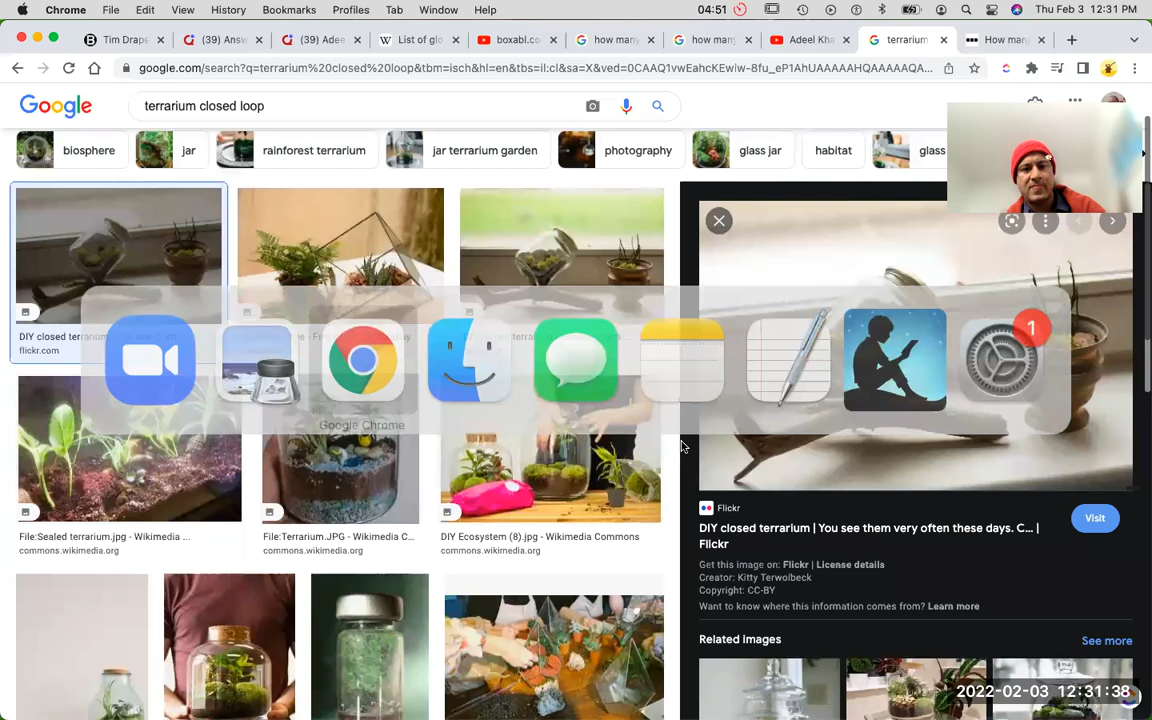 Chrome File Edit View History Bookmarks Profiles Tab Window Help 04:51 Thu Feb 3 12:31 PM
Tim Drape (39) Answ (39) Adee List of glo boxabl.co how many how many Adeel Kha terrarium How man
google.com/search?q=terrarium%20closed%20loop&tbm=isch&hl=en&tbs=il:cl&sa=X&ved=0CAAQ1vwEahcKEwiw-8fu_eP1AhUAAAAAHQAAAAAQA...
Google
terrarium closed loop
biosphere jar rainforest terrarium jar terrarium garden photography glass jar habitat glass
DIY closed terra
flickr.com
1
Google Chrome
File:Sealed terrarium.jpg - Wikimedia ...
commons.wikimedia.org
File:Terrarium.JPG - Wikimedia C...
commons.wikimedia.org
DIY Ecosystem (8).jpg - Wikimedia Commons
commons.wikimedia.org
Flickr
DIY closed terrarium | You see them very often these days. C... |
Flickr
Visit
Get this image on: Flickr | License details
Creator: Kitty Terwolbeck
Copyright: CC-BY
Want to know where this information comes from? Learn more
Related images
See more
2022-02-03 12:31:38